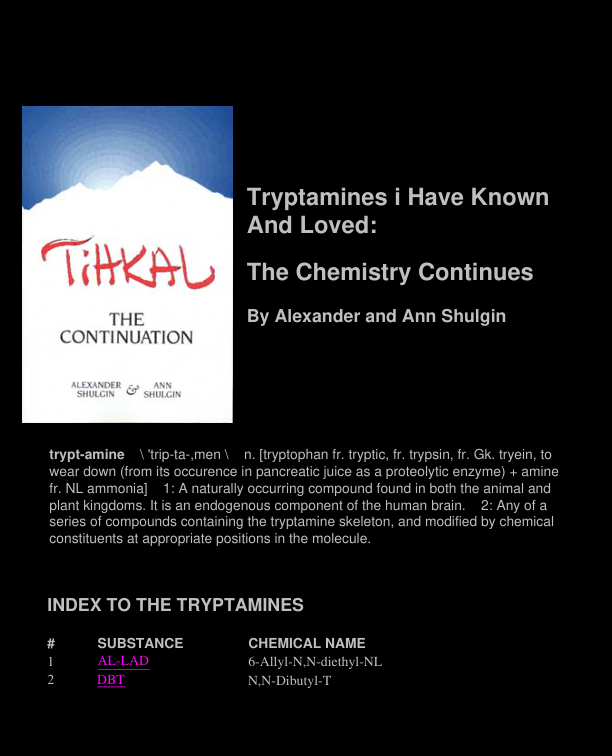 TiHKAL
THE
CONTINUATION
ALEXANDER SHULGIN & ANN SHULGIN
Tryptamines i Have Known
And Loved:
The Chemistry Continues
By Alexander and Ann Shulgin
trypt-amine \ 'trip-ta-,men \ n. [tryptophan fr. tryptic, fr. trypsin, fr. Gk. tryein, to
wear down (from its occurence in pancreatic juice as a proteolytic enzyme) + amine
fr. NL ammonia] 1: A naturally occurring compound found in both the animal and
plant kingdoms. It is an endogenous component of the human brain. 2: Any of a
series of compounds containing the tryptamine skeleton, and modified by chemical
constituents at appropriate positions in the molecule.
INDEX TO THE TRYPTAMINES
# SUBSTANCE CHEMICAL NAME
1 AL-LAD 6-Allyl-N,N-diethyl-NL
2 DBT N,N-Dibutyl-T